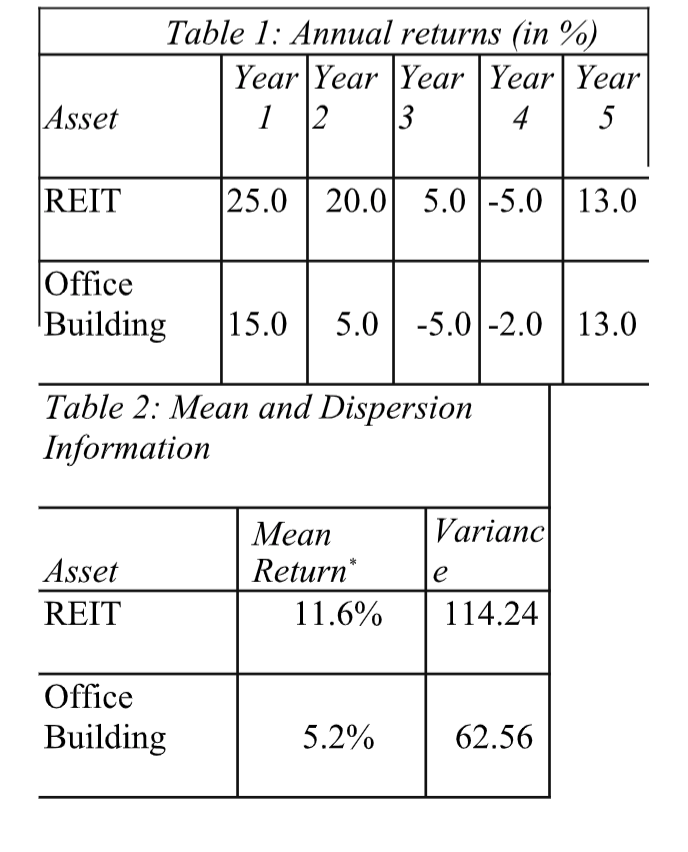 Table 1: Annual returns (in %)
Year Year Year Year Year
Asset 1 2 3 4 5
REIT 25.0 20.0 5.0 -5.0 13.0
Office
Building 15.0 5.0 -5.0 -2.0 13.0
Table 2: Mean and Dispersion
Information
Mean Varianc
Asset Return* e
REIT 11.6% 114.24
Office
Building 5.2% 62.56